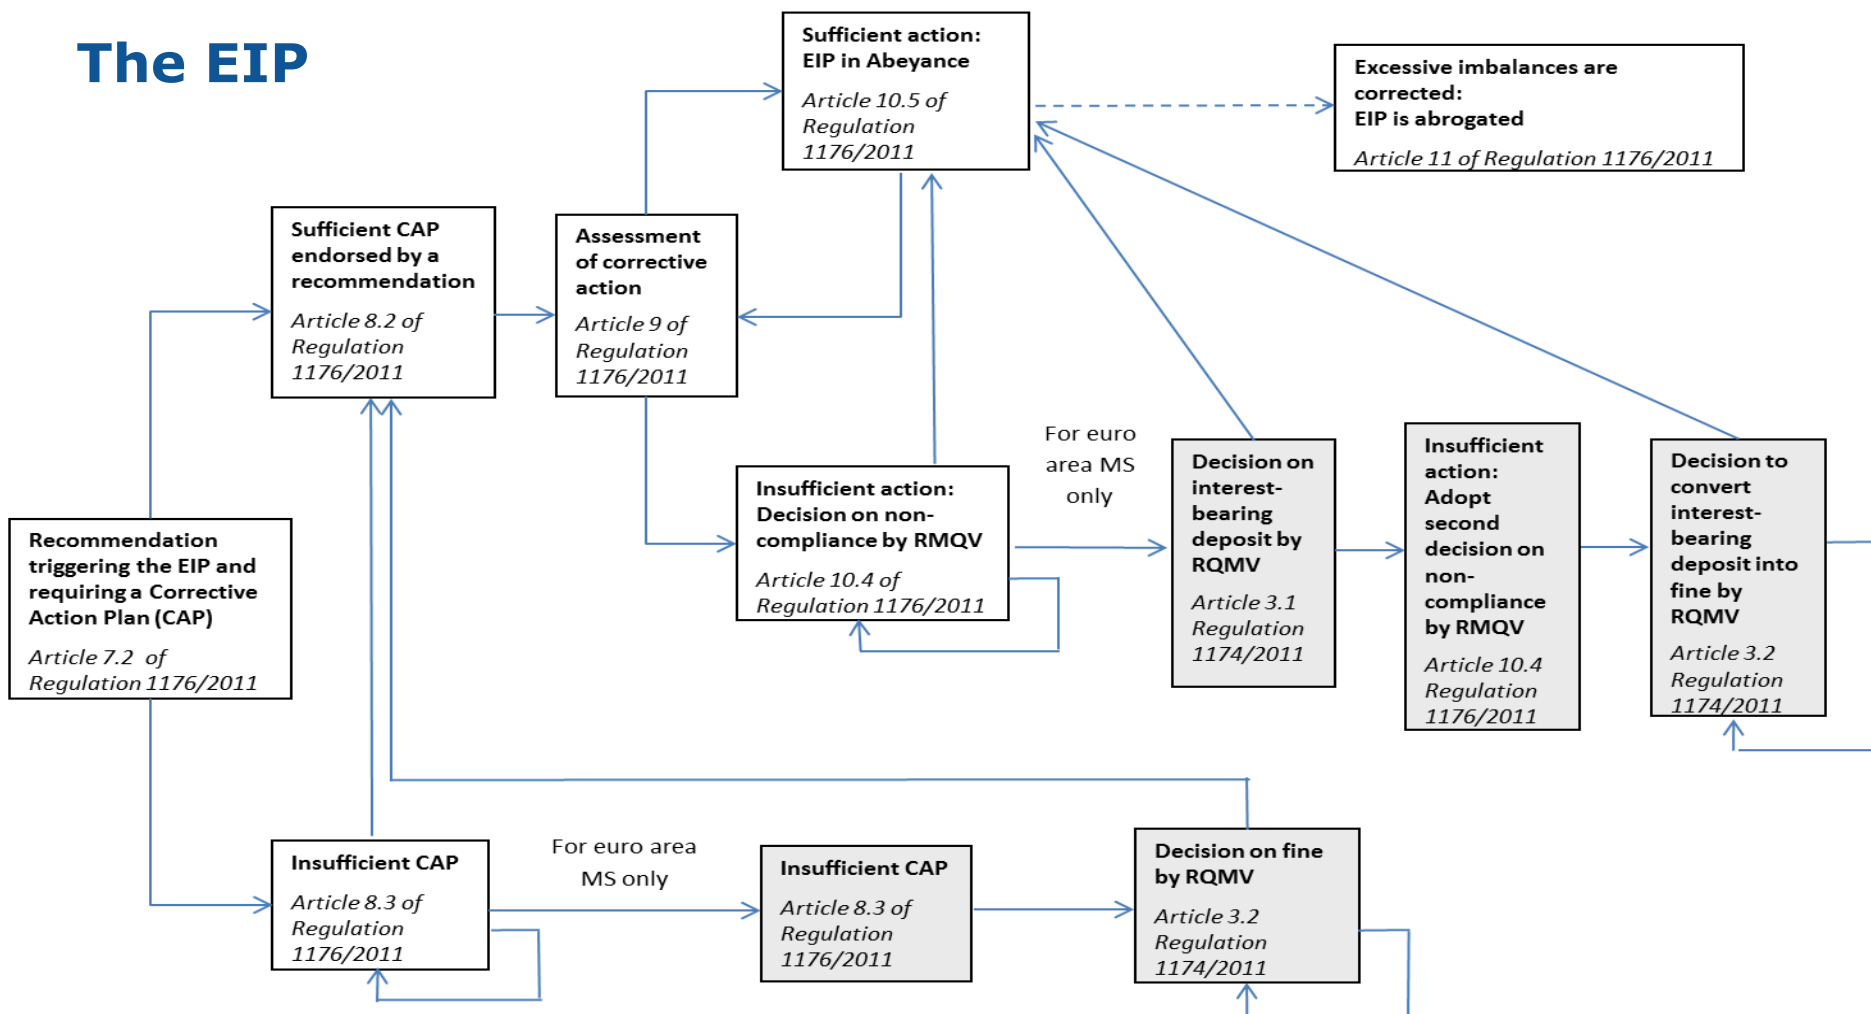 The EIP
Sufficient action:
EIP in Abeyance
Article 10.5 of
Regulation
1176/2011
Excessive imbalances are
corrected:
EIP is abrogated
Article 11 of Regulation 1176/2011
Sufficient CAP
endorsed by a
recommendation
Article 8.2 of
Regulation
1176/2011
Assessment
of corrective
action
Article 9 of
Regulation
1176/2011
Recommendation
triggering the EIP and
requiring a Corrective
Action Plan (CAP)
Article 7.2 of
Regulation 1176/2011
Insufficient action:
Decision on non-
compliance by RMQV
Article 10.4 of
Regulation 1176/2011
For euro
area MS
only
Decision on
interest-
bearing
deposit by
RQMV
Article 3.1
Regulation
1174/2011
Insufficient
action:
Adopt
second
decision on
non-
compliance
by RMQV
Article 10.4
Regulation
1176/2011
Decision to
convert
interest-
bearing
deposit into
fine by
RQMV
Article 3.2
Regulation
1174/2011
Insufficient CAP
Article 8.3 of
Regulation
1176/2011
For euro area
MS only
Insufficient CAP
Article 8.3 of
Regulation
1176/2011
Decision on fine
by RQMV
Article 3.2
Regulation
1174/2011